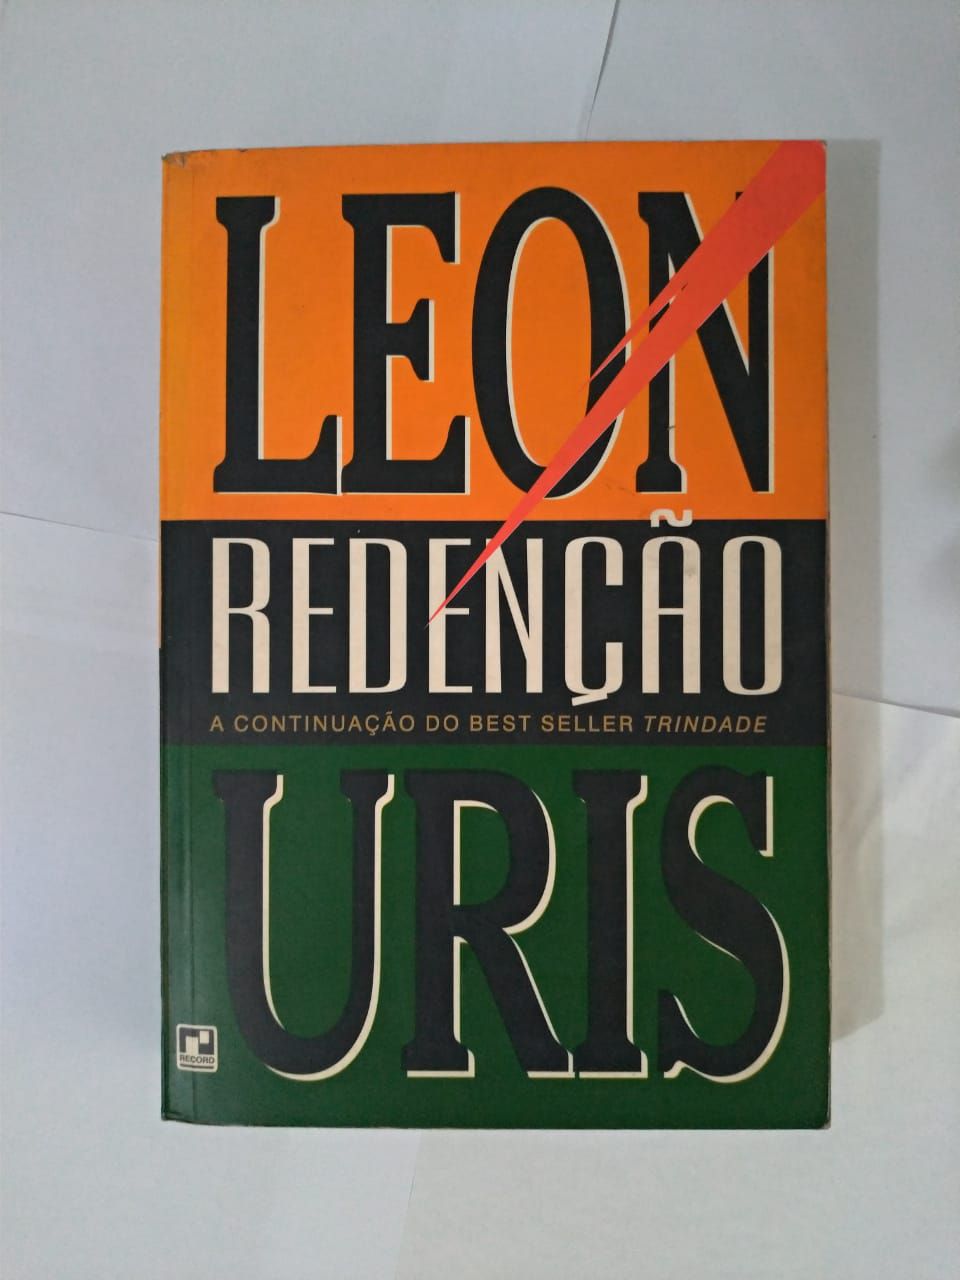 LEON
REDENÇÃO
A CONTINUAÇÃO DO BEST SELLER TRINDADE
URIS
RECORD